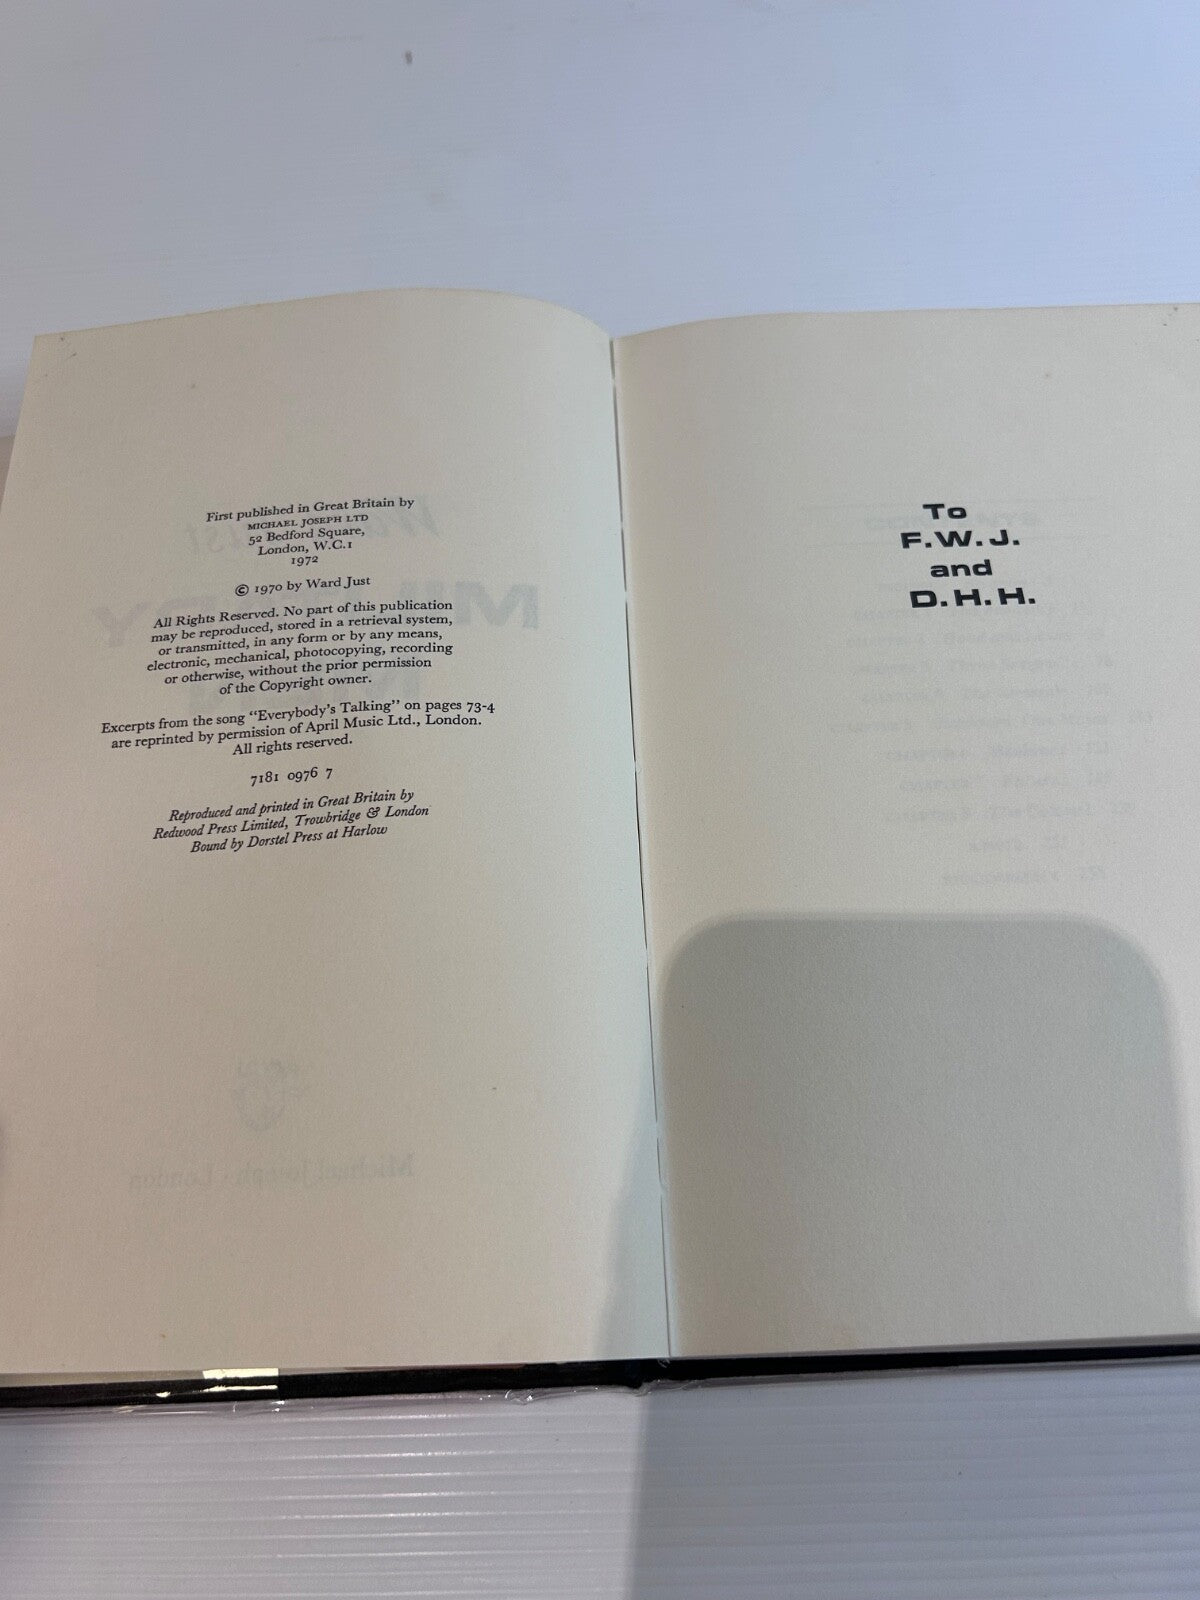 First published in Great Britain by
MICHAEL JOSEPH LTD
52 Bedford Square,
London, W.C.1
1972
© 1970 by Ward Just
All Rights Reserved. No part of this publication
may be reproduced, stored in a retrieval system,
or transmitted, in any form or by any means,
electronic, mechanical, photocopying, recording
or otherwise, without the prior permission
of the Copyright owner.
Excerpts from the song "Everybody's Talking" on pages 73-4
are reprinted by permission of April Music Ltd., London.
All rights reserved.
7181 0976 7
Reproduced and printed in Great Britain by
Redwood Press Limited, Trowbridge & London
Bound by Dorstel Press at Harlow
Michael Joseph · London
To
F.W.J.
and
D.H.H.